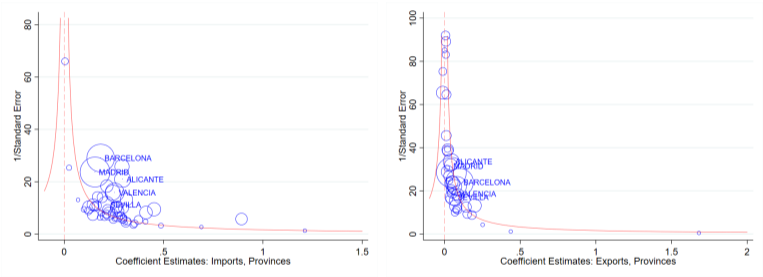 80
60
40
20
0
1/Standard Error
BARCELONA
MADRID
ALICANTE
VALENCIA
SEVILLA
0
.5
1
1.5
Coefficient Estimates: Imports, Provinces
100
80
60
40
20
0
1/Standard Error
ALICANTE
MADRID
BARCELONA
VALENCIA
SEVILLA
0
.5
1
1.5
2
Coefficient Estimates: Exports, Provinces